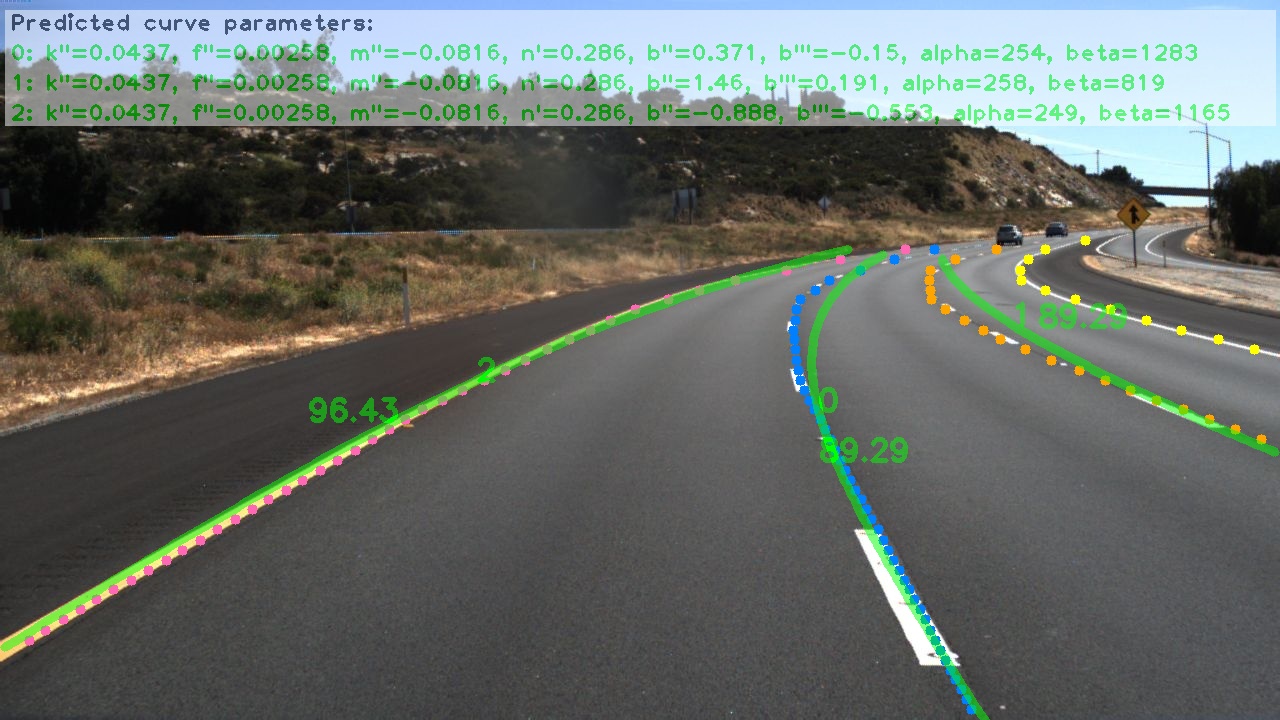 Predicted curve parameters:
0: k''=0.0437, f''=0.00258, m''=-0.0816, n'=0.286, b''=0.371, b'''=-0.15, alpha=254, beta=1283
1: k''=0.0437, f''=0.00258, m''=-0.0816, n'=0.286, b''=1.46, b'''=0.191, alpha=258, beta=819
2: k''=0.0437, f''=0.00258, m''=-0.0816, n'=0.286, b''=-0.888, b'''=-0.553, alpha=249, beta=1165
1 89.29
2
96.43
0
89.29